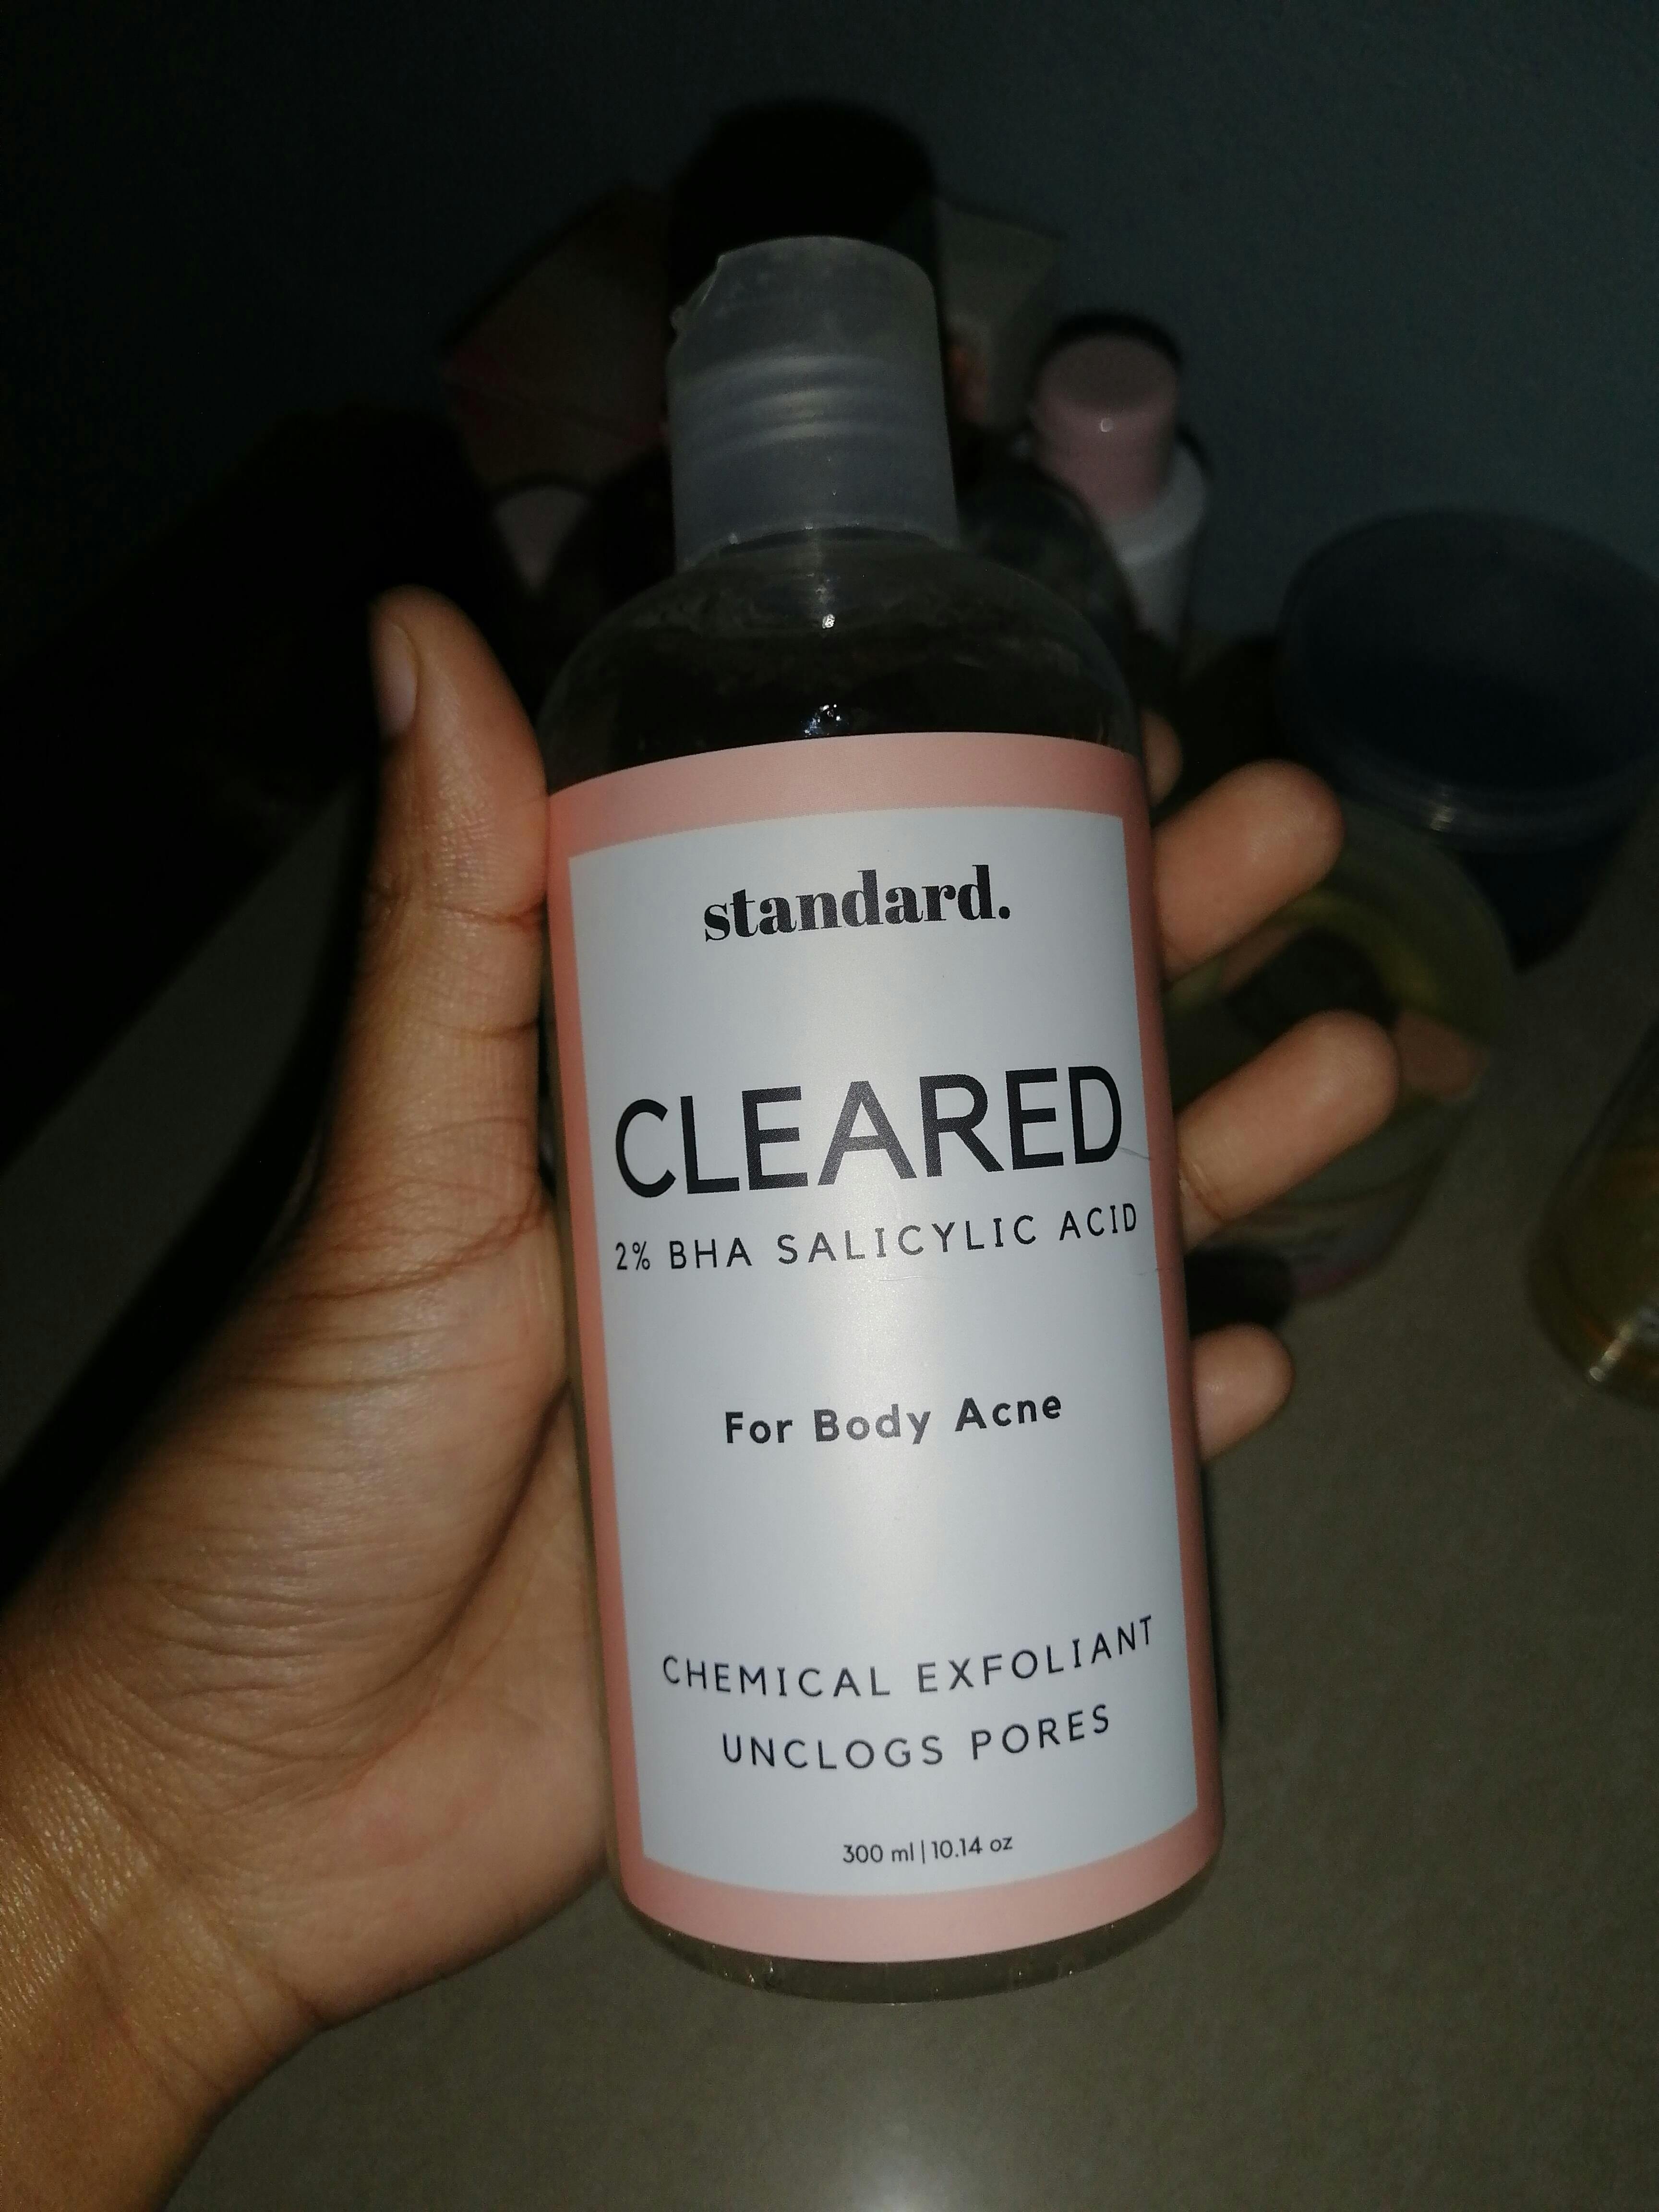 standard.
CLEARED
2% BHA SALICYLIC ACID
For Body Acne
CHEMICAL EXFOLIANT
UNCLOGS PORES
300 ml | 10.14 oz